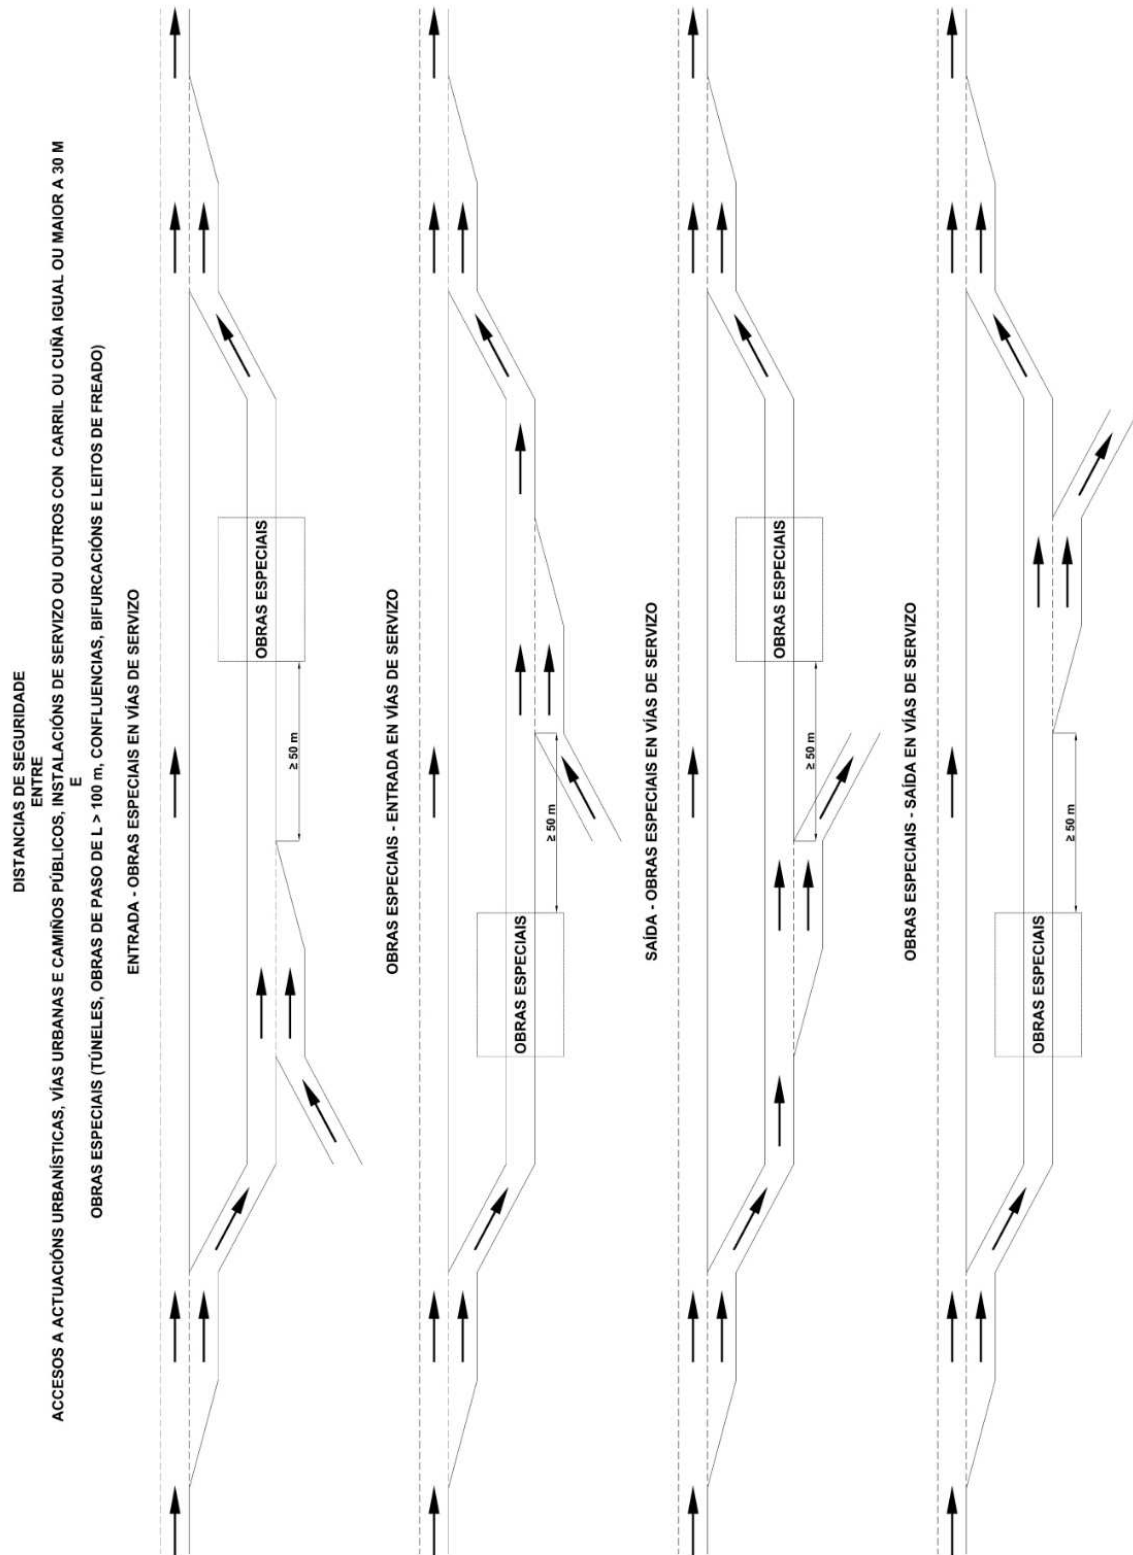 DISTANCIAS DE SEGURIDADE
ENTRE
ACCESOS A ACTUACIÓNS URBANÍSTICAS, VÍAS URBANAS E CAMIÑOS PÚBLICOS, INSTALACIÓNS DE SERVIZO OU OUTROS CON CARRIL OU CUÑA IGUAL OU MAIOR A 30 M
E
OBRAS ESPECIAIS (TÚNELES, OBRAS DE PASO DE L > 100 m, CONFLUENCIAS, BIFURCACIÓNS E LEITOS DE FREADO)
ENTRADA - OBRAS ESPECIAIS EN VÍAS DE SERVIZO
OBRAS ESPECIAIS
≥ 50 m
OBRAS ESPECIAIS - ENTRADA EN VÍAS DE SERVIZO
OBRAS ESPECIAIS
≥ 50 m
SAÍDA - OBRAS ESPECIAIS EN VÍAS DE SERVIZO
OBRAS ESPECIAIS
≥ 50 m
OBRAS ESPECIAIS - SAÍDA EN VÍAS DE SERVIZO
OBRAS ESPECIAIS
≥ 50 m